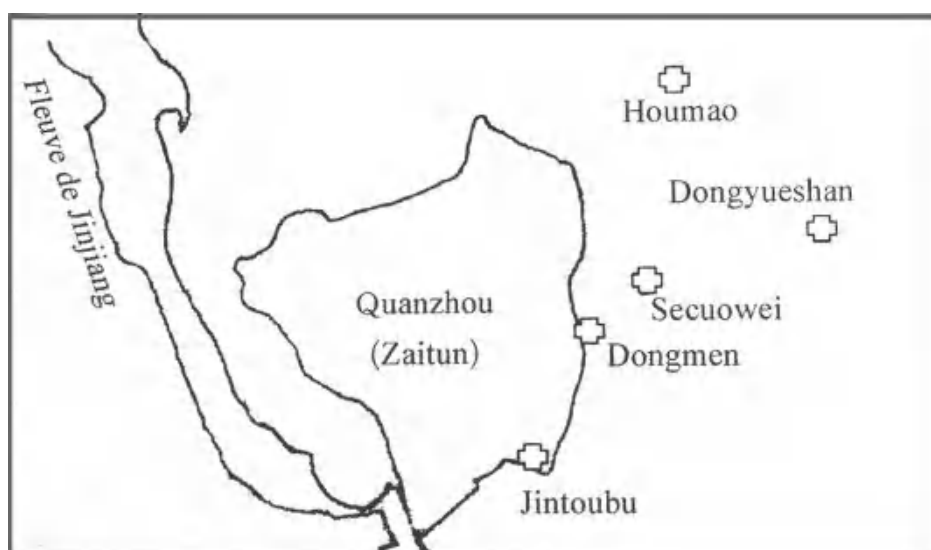 Fleuve de Jinjiang
Houmao
Dongyueshan
Quanzhou
(Zaitun)
Secuowei
Dongmen
Jintoubu